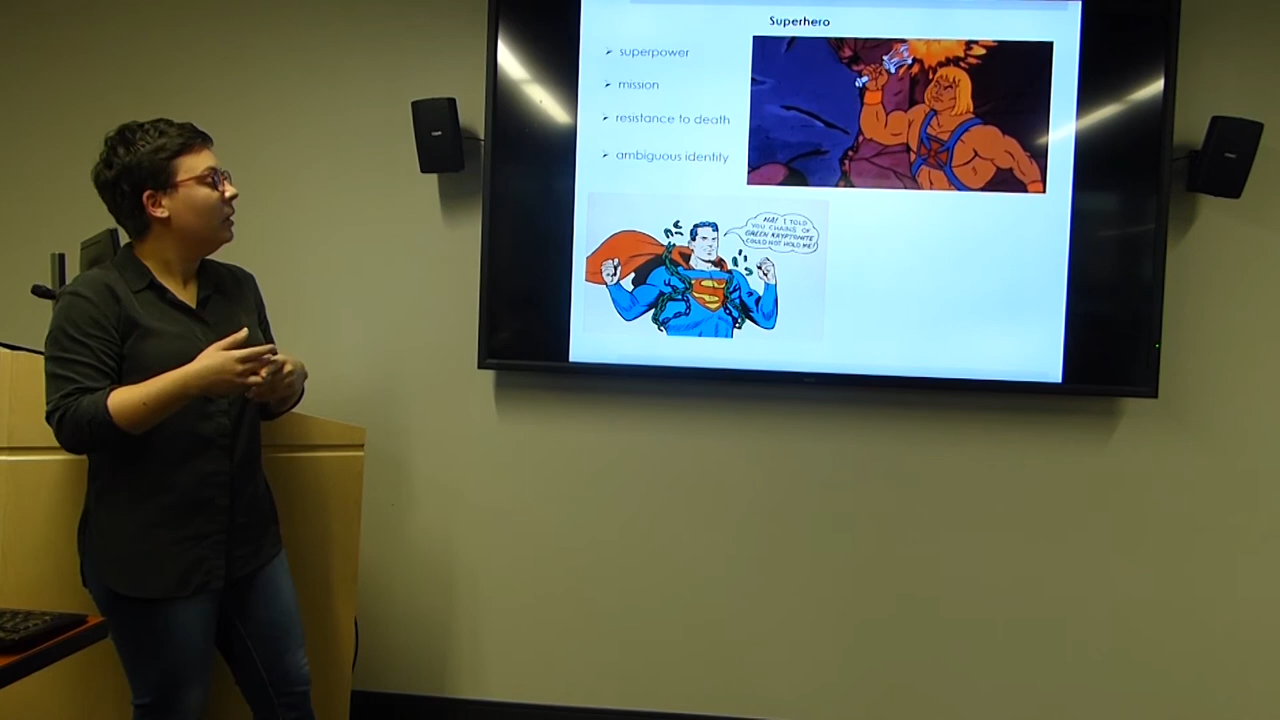 Superhero
superpower
mission
resistance to death
ambiguous identity
HA! I TOLD
YOU CHAINS OF
GREEN KRYPTONITE
COULD NOT HOLD ME!
S